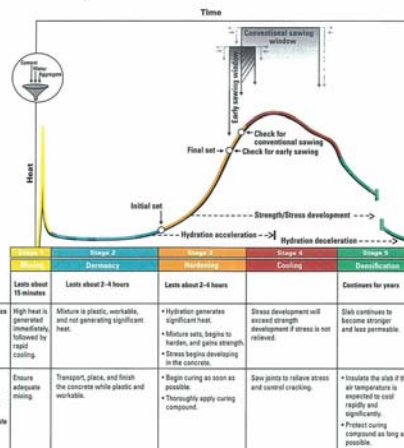 Time
Conventional sawing
window
Cement
Water
Aggregate
Early sawing window
Heat
Check for
conventional sawing
Final set
Check for early sawing
Initial set
Strength/Stress development
Hydration acceleration
Hydration deceleration
Stage 1
Stage 2
Stage 3
Stage 4
Stage 5
Mixing
Dormancy
Hardening
Cooling
Densification
Lasts about
15 minutes
Lasts about 2–4 hours
Lasts about 2–4 hours
Continues for years
High heat is
generated
immediately,
followed by
rapid
cooling.
Mixture is plastic, workable,
and not generating significant
heat.
• Hydration generates
significant heat.
• Mixture sets, begins to
harden, and gains strength.
• Stress begins developing
in the concrete.
Stress development will
exceed strength
development if stress is not
relieved.
Slab continues to
become stronger
and less permeable.
Ensure
adequate
mixing.
Transport, place, and finish
the concrete while plastic and
workable.
• Begin curing as soon as
possible.
• Thoroughly apply curing
compound.
Saw joints to relieve stress
and control cracking.
• Insulate the slab if the
air temperature is
expected to cool
rapidly and
significantly.
• Protect curing
compound as long as
possible.